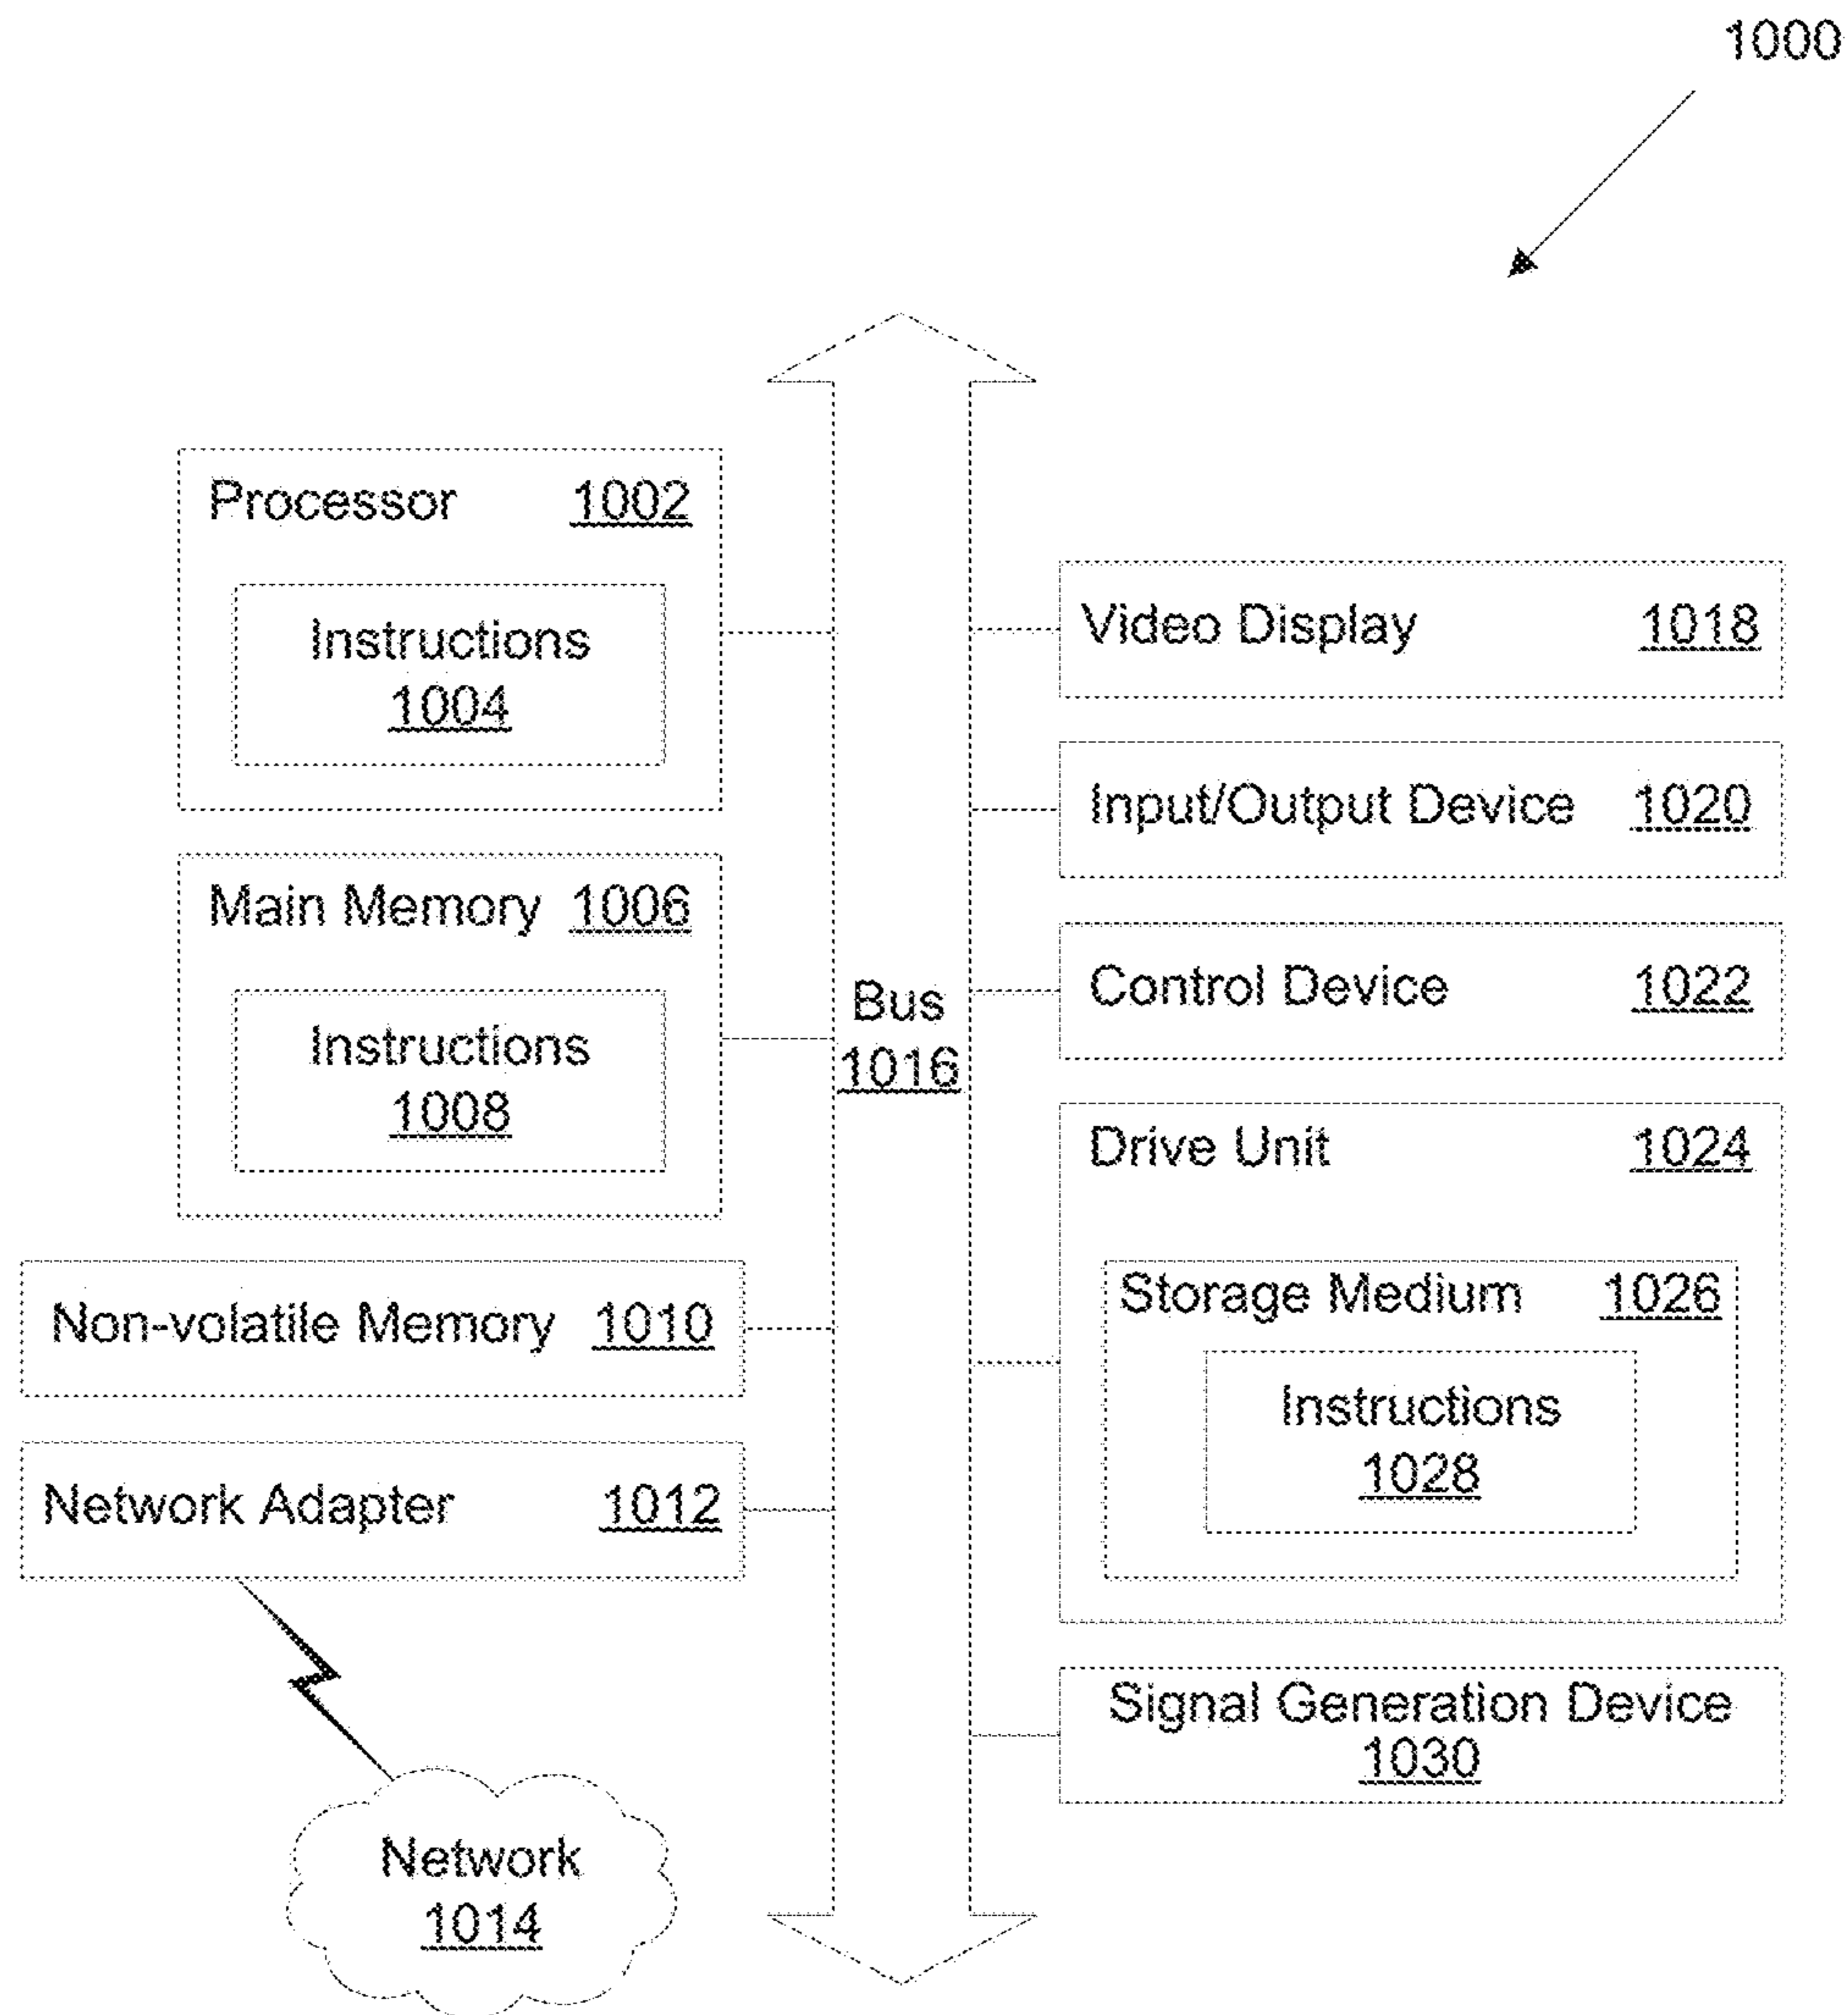 1000
Processor 1002
Instructions
1004
Main Memory 1006
Instructions
1008
Non-volatile Memory 1010
Network Adapter 1012
Network
1014
Bus
1016
Video Display 1018
Input/Output Device 1020
Control Device 1022
Drive Unit 1024
Storage Medium 1026
Instructions
1028
Signal Generation Device
1030